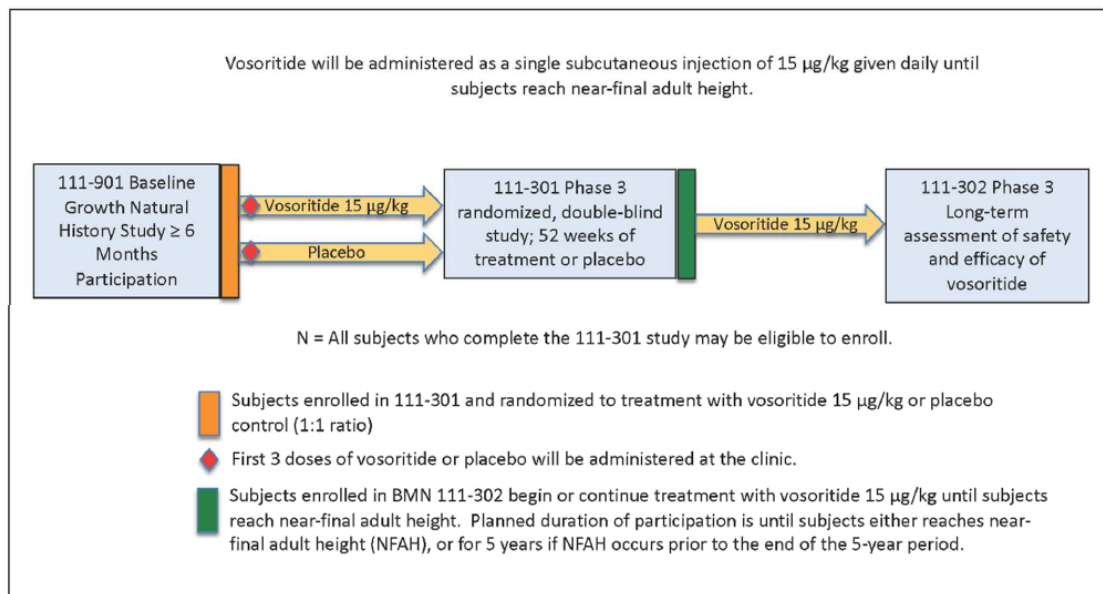 Vosoritide will be administered as a single subcutaneous injection of 15 µg/kg given daily until
subjects reach near-final adult height.
111-901 Baseline
Growth Natural
History Study ≥ 6
Months
Participation
Vosoritide 15 µg/kg
Placebo
111-301 Phase 3
randomized, double-blind
study; 52 weeks of
treatment or placebo
Vosoritide 15 µg/kg
111-302 Phase 3
Long-term
assessment of safety
and efficacy of
vosoritide
N = All subjects who complete the 111-301 study may be eligible to enroll.
Subjects enrolled in 111-301 and randomized to treatment with vosoritide 15 µg/kg or placebo
control (1:1 ratio)
First 3 doses of vosoritide or placebo will be administered at the clinic.
Subjects enrolled in BMN 111-302 begin or continue treatment with vosoritide 15 µg/kg until subjects
reach near-final adult height.  Planned duration of participation is until subjects either reaches near-
final adult height (NFAH), or for 5 years if NFAH occurs prior to the end of the 5-year period.